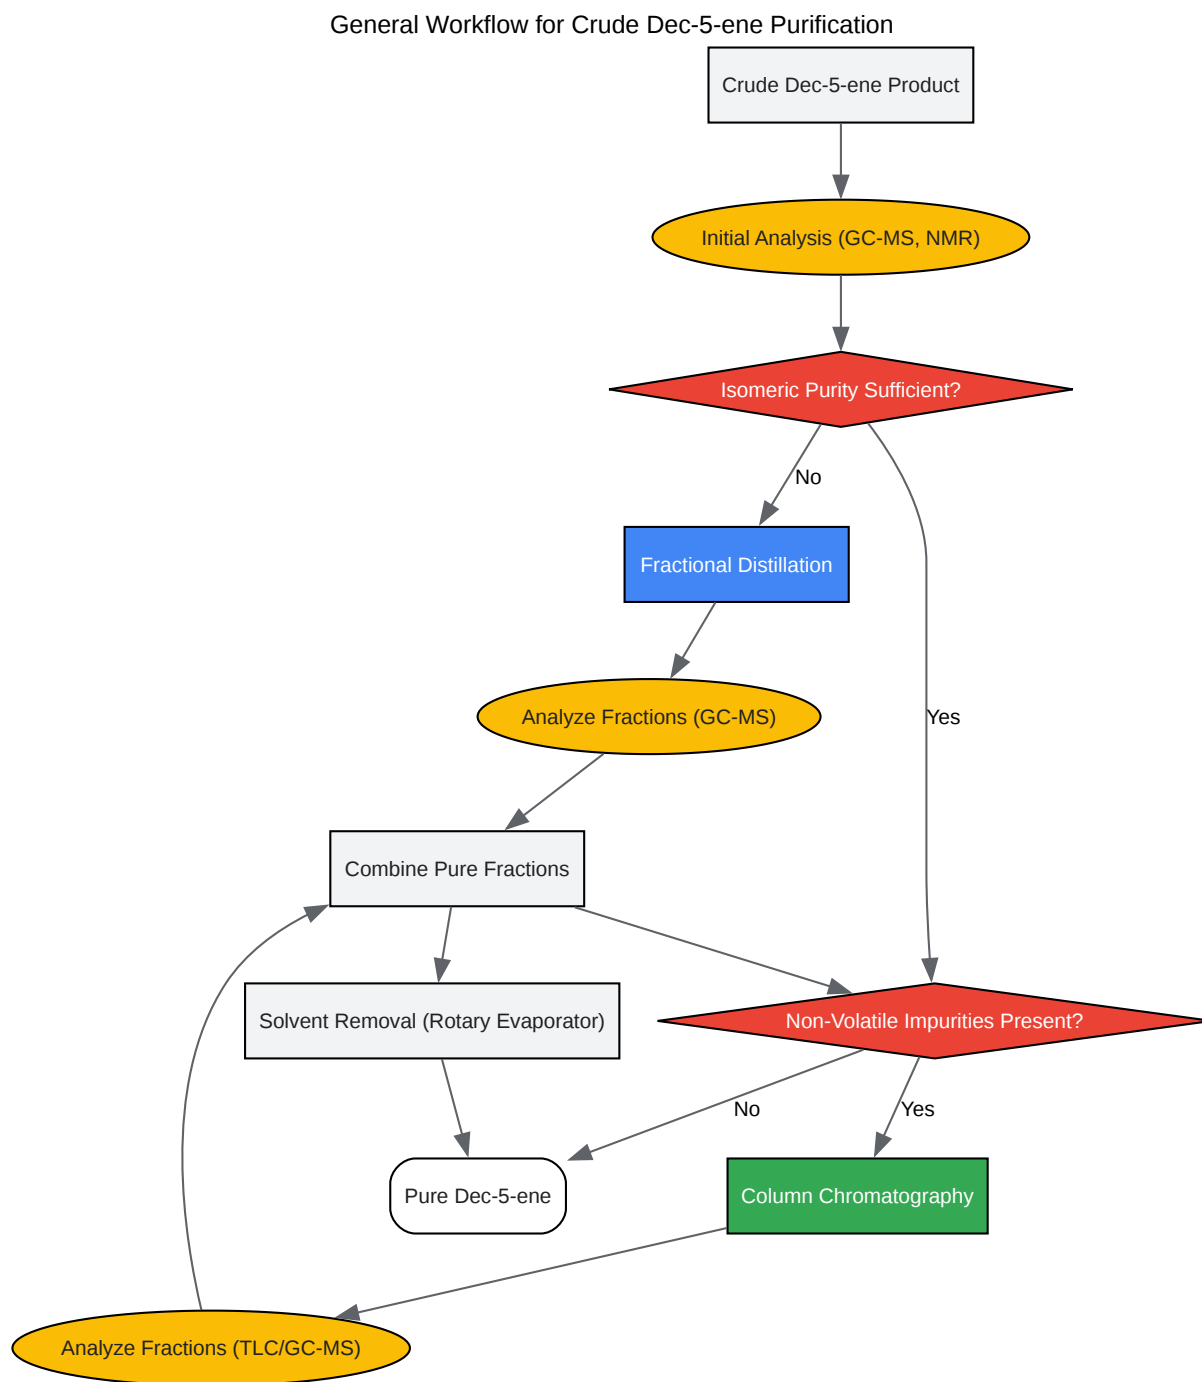 General Workflow for Crude Dec-5-ene Purification
Crude Dec-5-ene Product
Initial Analysis (GC-MS, NMR)
Isomeric Purity Sufficient?
No
Fractional Distillation
Analyze Fractions (GC-MS)
Yes
Combine Pure Fractions
Solvent Removal (Rotary Evaporator)
Non-Volatile Impurities Present?
No
Yes
Pure Dec-5-ene
Column Chromatography
Analyze Fractions (TLC/GC-MS)